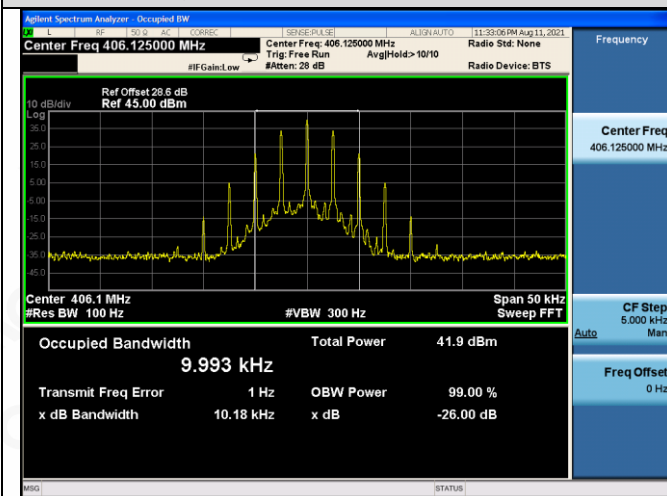 Agilent Spectrum Analyzer - Occupied BW
L RF 50 Ω AC CORREC SENSE:PULSE ALIGN AUTO 11:33:06 PM Aug 11, 2021
Center Freq 406.125000 MHz Center Freq: 406.125000 MHz Radio Std: None
Trig: Free Run Avg|Hold:> 10/10
#IFGain:Low #Atten: 28 dB Radio Device: BTS
Frequency
Ref Offset 28.6 dB
10 dB/div Ref 45.00 dBm
Log
35.0
25.0
15.0
5.00
-5.00
-15.0
-25.0
-35.0
-45.0
Center Freq
406.125000 MHz
Center 406.1 MHz Span 50 kHz
#Res BW 100 Hz #VBW 300 Hz Sweep FFT
CF Step
5.000 kHz
Auto Man
Occupied Bandwidth Total Power 41.9 dBm
9.993 kHz
Freq Offset
0 Hz
Transmit Freq Error 1 Hz OBW Power 99.00 %
x dB Bandwidth 10.18 kHz x dB -26.00 dB
MSG STATUS